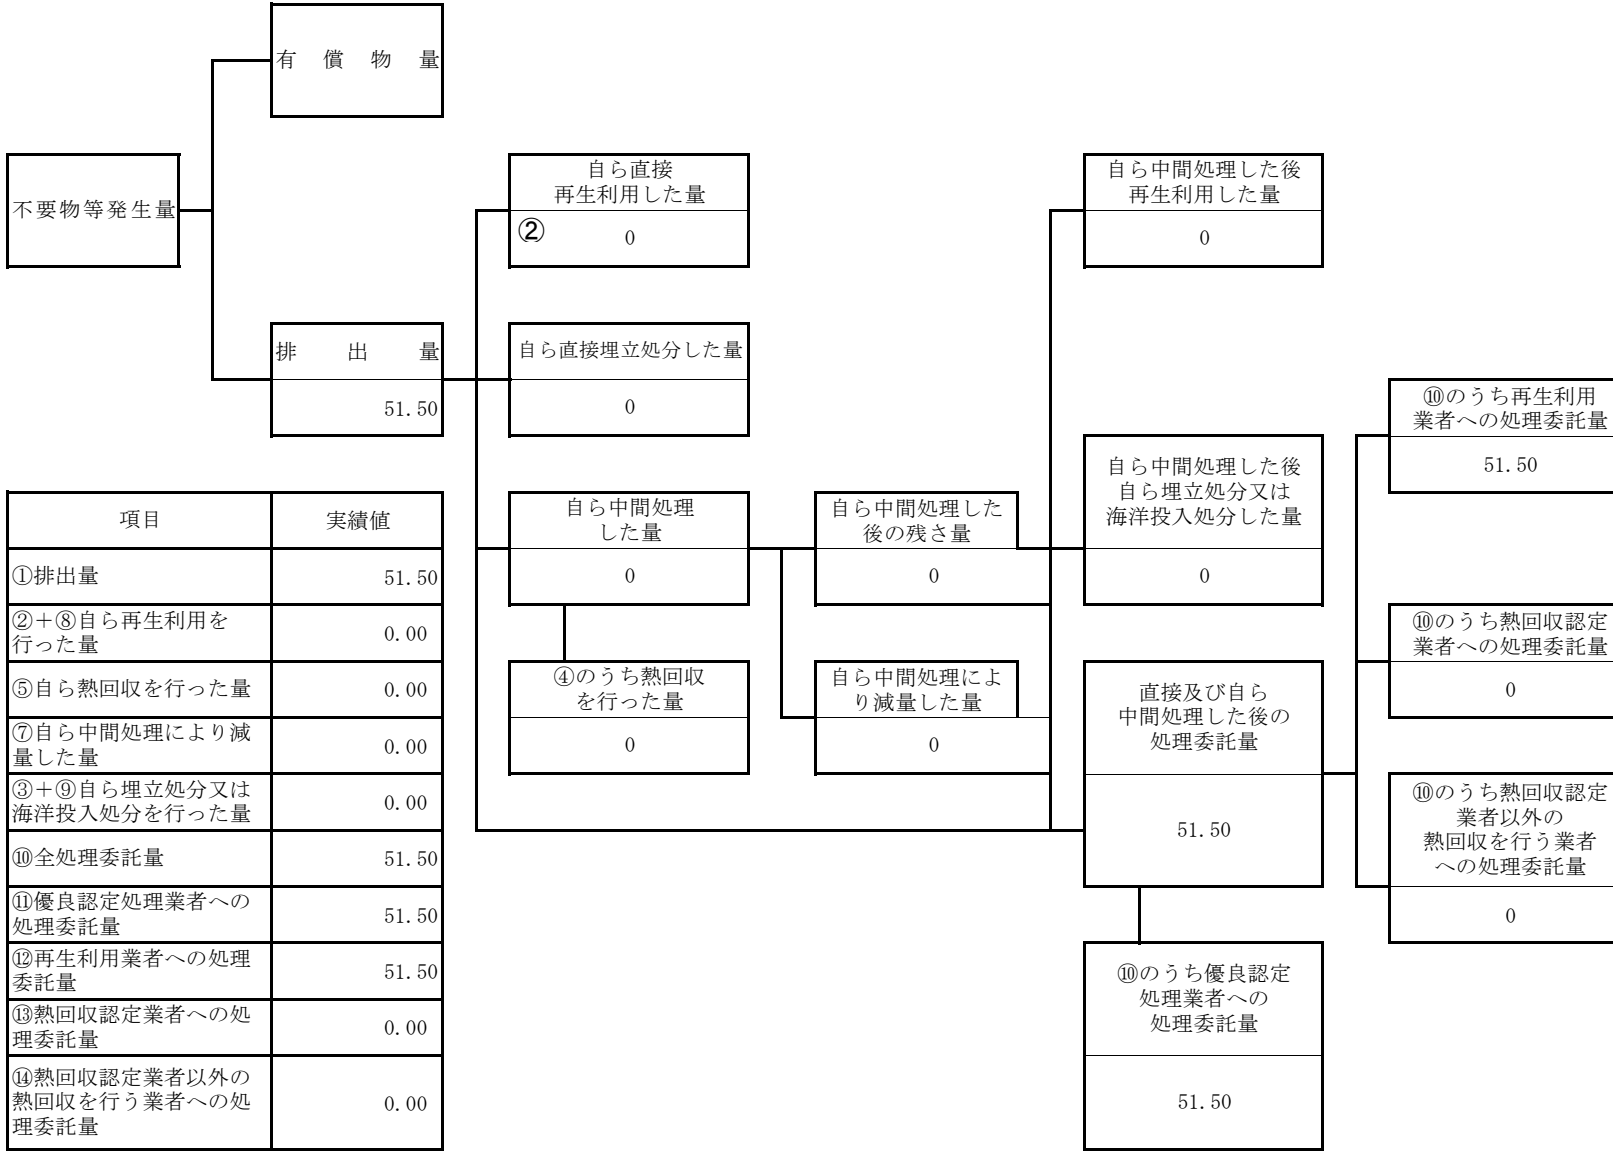 有償物量
不要物等発生量
自ら直接
再生利用した量
②
0
自ら中間処理した後
再生利用した量
0
排出量
51.50
自ら直接埋立処分した量
0
⑩のうち再生利用
業者への処理委託量
51.50
自ら中間処理した後
自ら埋立処分又は
海洋投入処分した量
0
自ら中間処理
した量
0
自ら中間処理した
後の残さ量
0
⑩のうち熱回収認定
業者への処理委託量
0
④のうち熱回収
を行った量
0
自ら中間処理によ
り減量した量
0
直接及び自ら
中間処理した後の
処理委託量
51.50
⑩のうち熱回収認定
業者以外の
熱回収を行う業者
への処理委託量
0
⑩のうち優良認定
処理業者への
処理委託量
51.50
項目 実績値
①排出量 51.50
②＋⑧自ら再生利用を
行った量 0.00
⑤自ら熱回収を行った量 0.00
⑦自ら中間処理により減
量した量 0.00
③＋⑨自ら埋立処分又は
海洋投入処分を行った量 0.00
⑩全処理委託量 51.50
⑪優良認定処理業者への
処理委託量 51.50
⑫再生利用業者への処理
委託量 51.50
⑬熱回収認定業者への処
理委託量 0.00
⑭熱回収認定業者以外の
熱回収を行う業者への処
理委託量 0.00